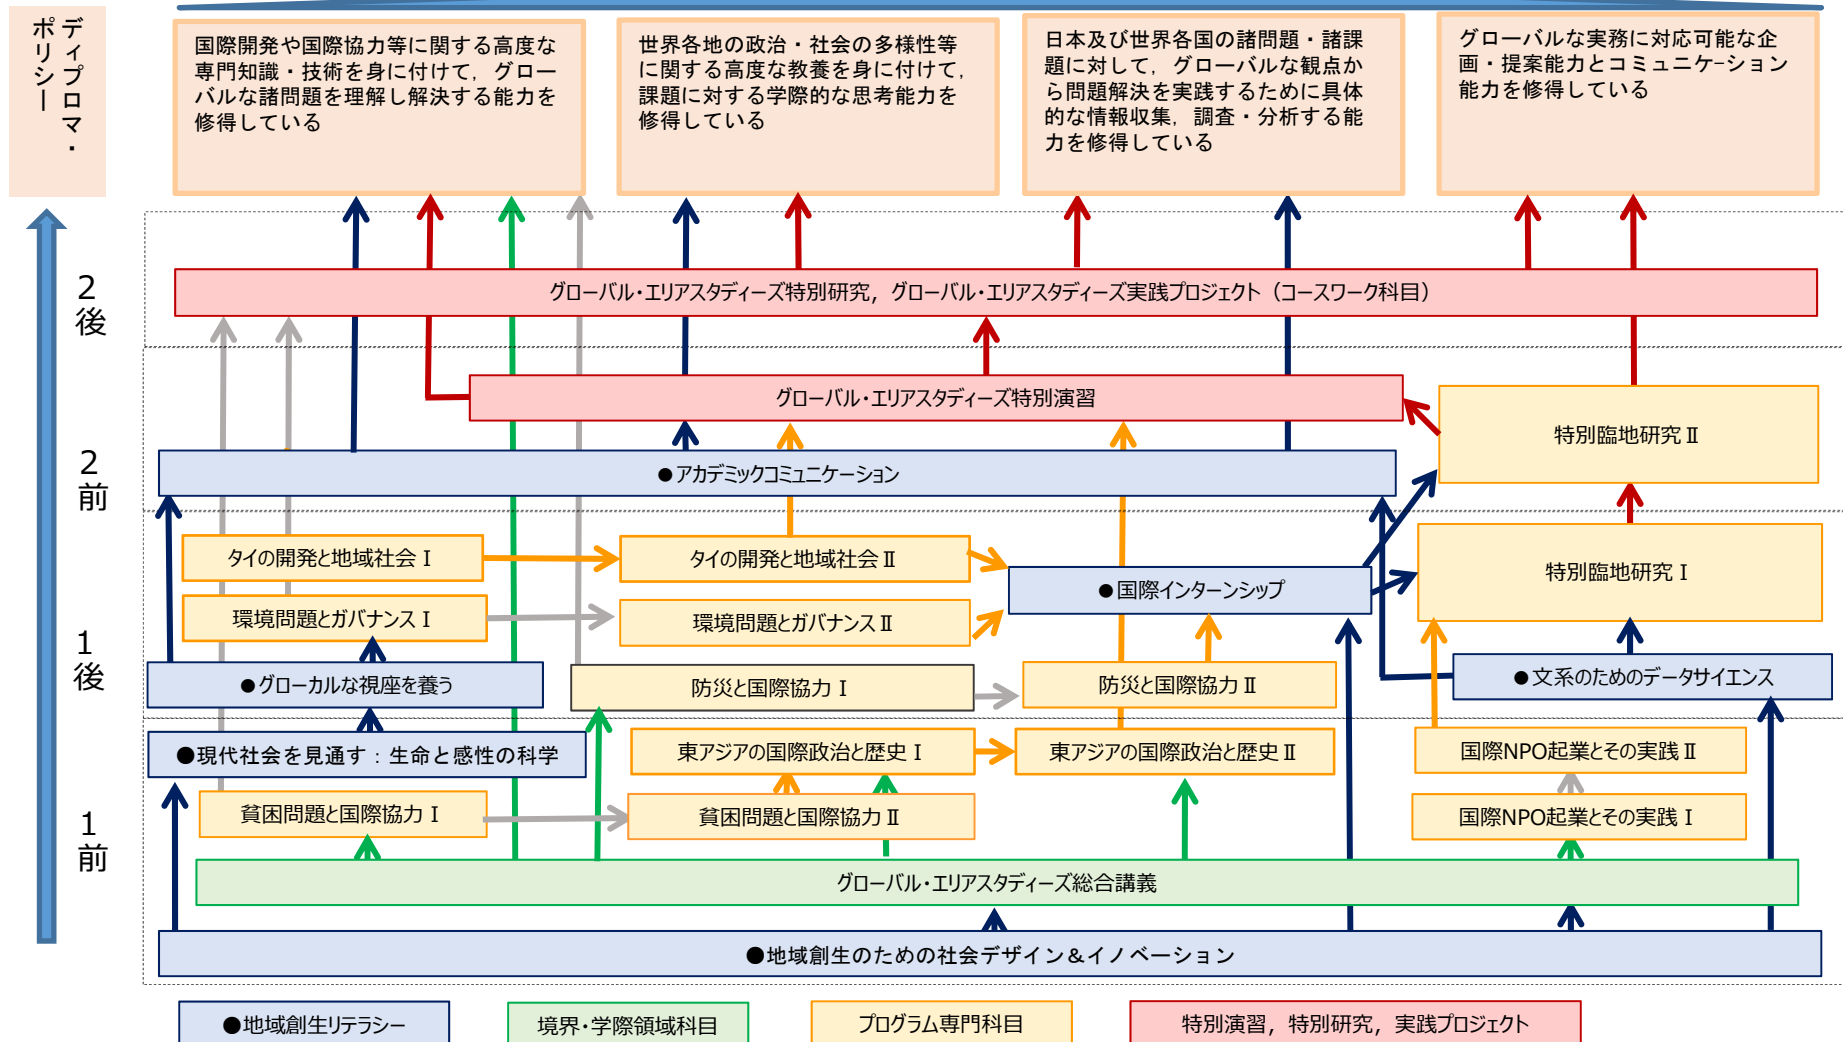 ディプロマ・
ポリシー
国際開発や国際協力等に関する高度な
専門知識・技術を身に付けて，グロー
バルな諸問題を理解し解決する能力を
修得している
世界各地の政治・社会の多様性等
に関する高度な教養を身に付けて，
課題に対する学際的な思考能力を
修得している
日本及び世界各国の諸問題・諸課
題に対して，グローバルな観点か
ら問題解決を実践するために具体
的な情報収集，調査・分析する能
力を修得している
グローバルな実務に対応可能な企
画・提案能力とコミュニケーション
能力を修得している
2後
グローバル・エリアスタディーズ特別研究，グローバル・エリアスタディーズ実践プロジェクト（コースワーク科目）
グローバル・エリアスタディーズ特別演習
特別臨地研究Ⅱ
2前
●アカデミックコミュニケーション
タイの開発と地域社会Ⅰ
タイの開発と地域社会Ⅱ
●国際インターンシップ
特別臨地研究Ⅰ
環境問題とガバナンスⅠ
環境問題とガバナンスⅡ
1後
●グローカルな視座を養う
防災と国際協力Ⅰ
防災と国際協力Ⅱ
●文系のためのデータサイエンス
●現代社会を見通す：生命と感性の科学
東アジアの国際政治と歴史Ⅰ
東アジアの国際政治と歴史Ⅱ
国際NPO起業とその実践Ⅱ
1前
貧困問題と国際協力Ⅰ
貧困問題と国際協力Ⅱ
国際NPO起業とその実践Ⅰ
グローバル・エリアスタディーズ総合講義
●地域創生のための社会デザイン＆イノベーション
●地域創生リテラシー
境界・学際領域科目
プログラム専門科目
特別演習，特別研究，実践プロジェクト